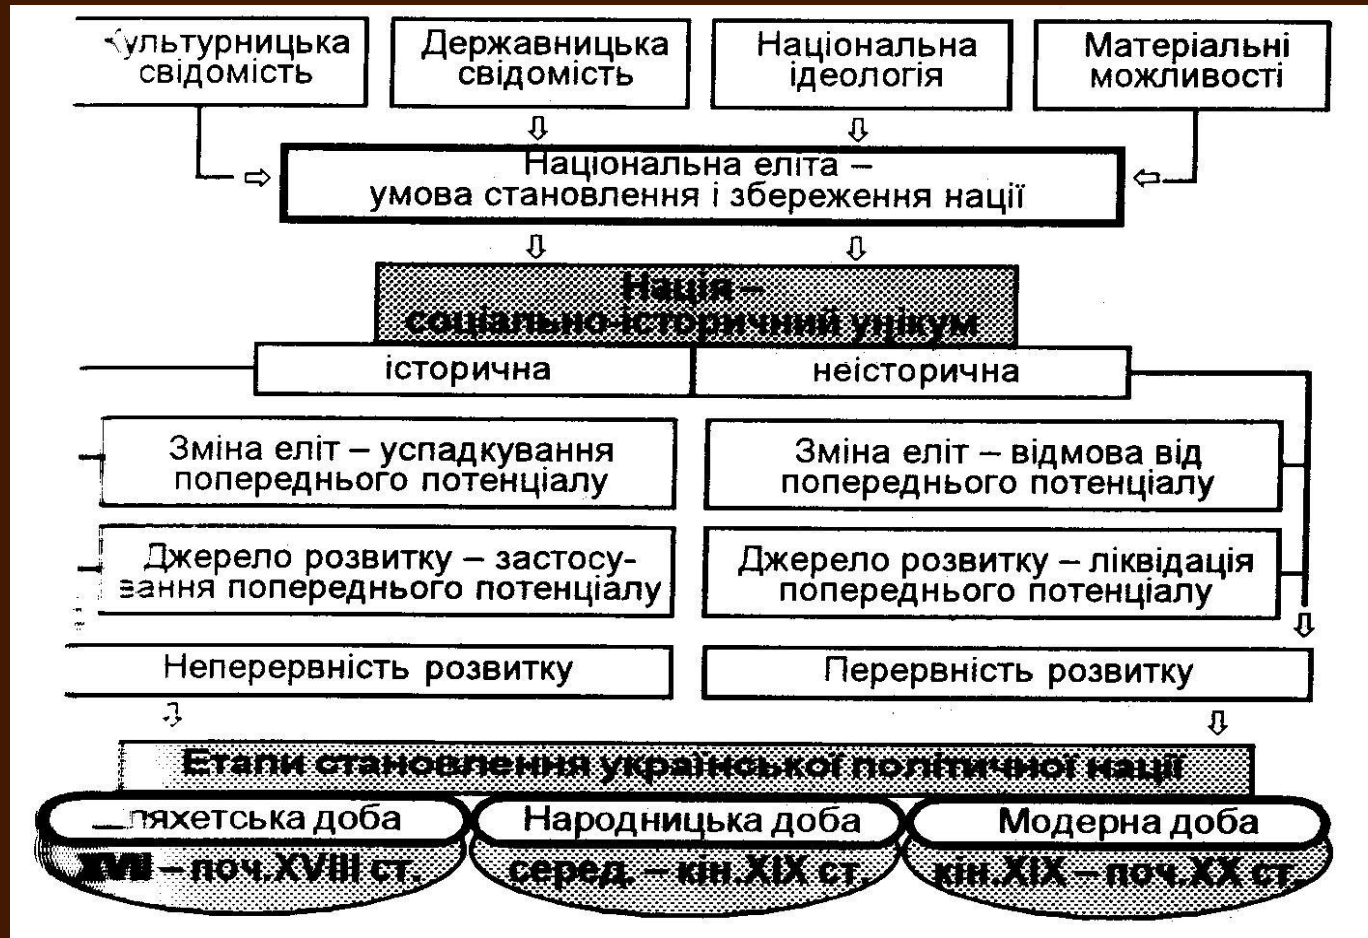 Культурницька
свідомість
Державницька
свідомість
Національна
ідеологія
Матеріальні
можливості
Національна еліта –
умова становлення і збереження нації
Нація –
соціально-історичний унікум
історична
неісторична
Зміна еліт – успадкування
попереднього потенціалу
Зміна еліт – відмова від
попереднього потенціалу
Джерело розвитку – застосу-
вання попереднього потенціалу
Джерело розвитку – ліквідація
попереднього потенціалу
Неперервність розвитку
Перервність розвитку
Етапи становлення української політичної нації
Шляхетська доба
XVII – поч.XVIII ст.
Народницька доба
серед. – кін.XIX ст.
Модерна доба
кін.XIX – поч.XX ст.